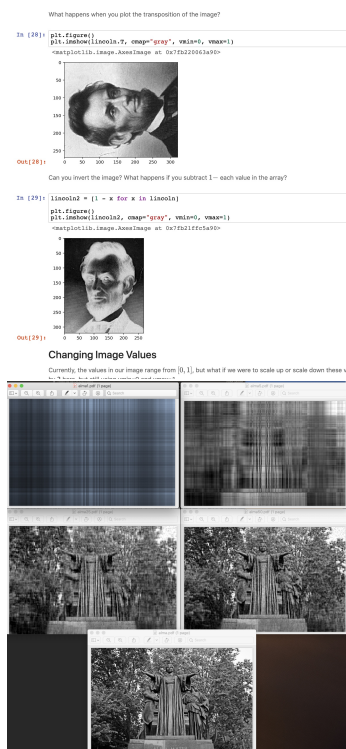 What happens when you plot the transposition of the image?
In [28]: plt.figure()
plt.imshow(lincoln.T, cmap="gray", vmin=0, vmax=1)
<matplotlib.image.AxesImage at 0x7fb220063a90>
0
50
100
150
200
250
0 50 100 150 200 250 300
Out[28]:
Can you invert the image? What happens if you subtract 1− each value in the array?
In [29]: lincoln2 = [1 - x for x in lincoln]
plt.figure()
plt.imshow(lincoln2, cmap="gray", vmin=0, vmax=1)
<matplotlib.image.AxesImage at 0x7fb21ffc5a90>
0
50
100
150
200
250
300
0 50 100 150 200 250
Out[29]:
Changing Image Values
Currently, the values in our image range from [0, 1], but what if we were to scale up or scale down these v